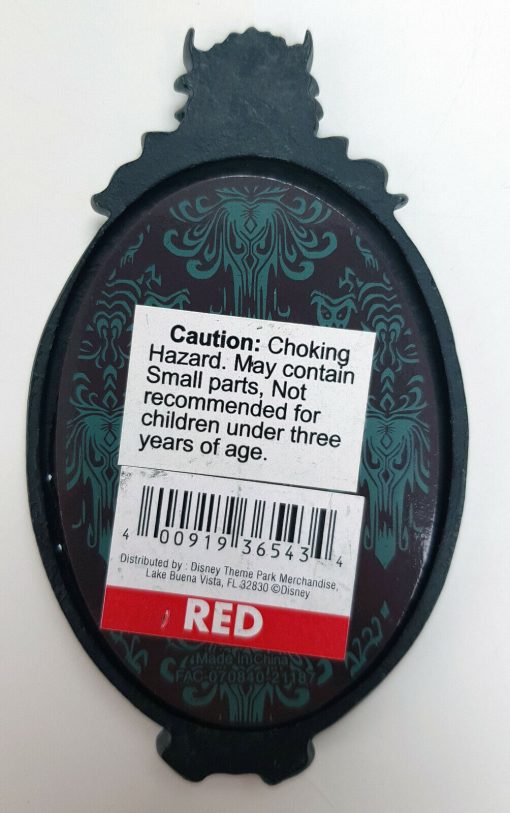 Caution: Choking
Hazard. May contain
Small parts, Not
recommended for
children under three
years of age.
4 00919 36543 4
Distributed by : Disney Theme Park Merchandise,
Lake Buena Vista, FL 32830 ©Disney
RED
Made in China
FAC-070840-21187